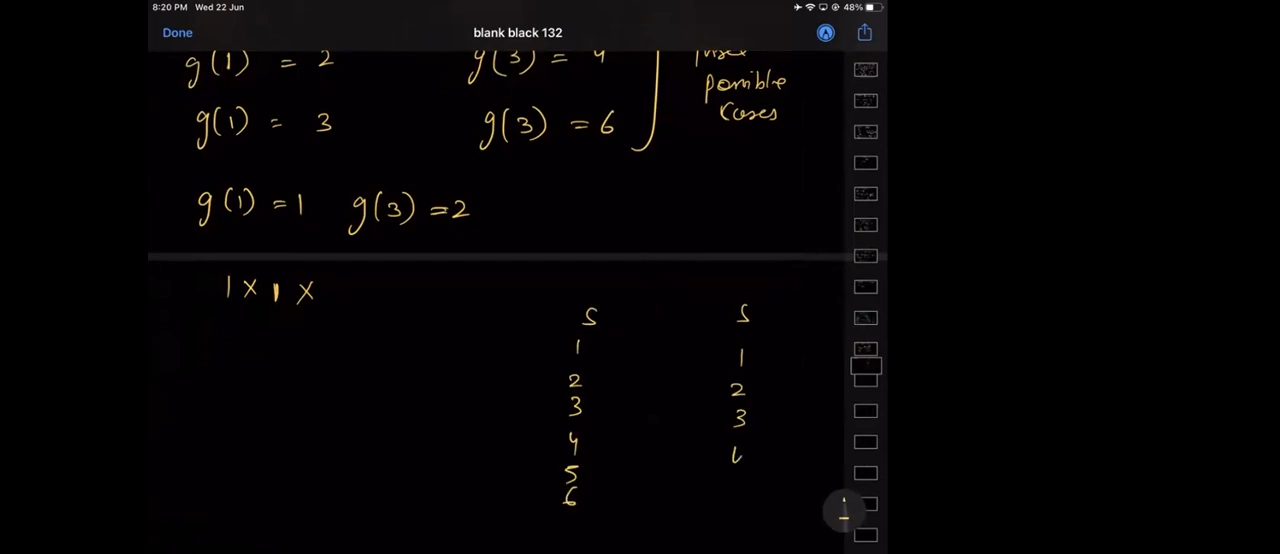 8:20 PM Wed 22 Jun 48%
Done blank black 132
g(1) = 2 g(3) = 4
possible
g(1) = 3 g(3) = 6 cases
g(1) = 1 g(3) = 2
1 x 1 x
S S
1 1
2 2
3 3
4
5
6